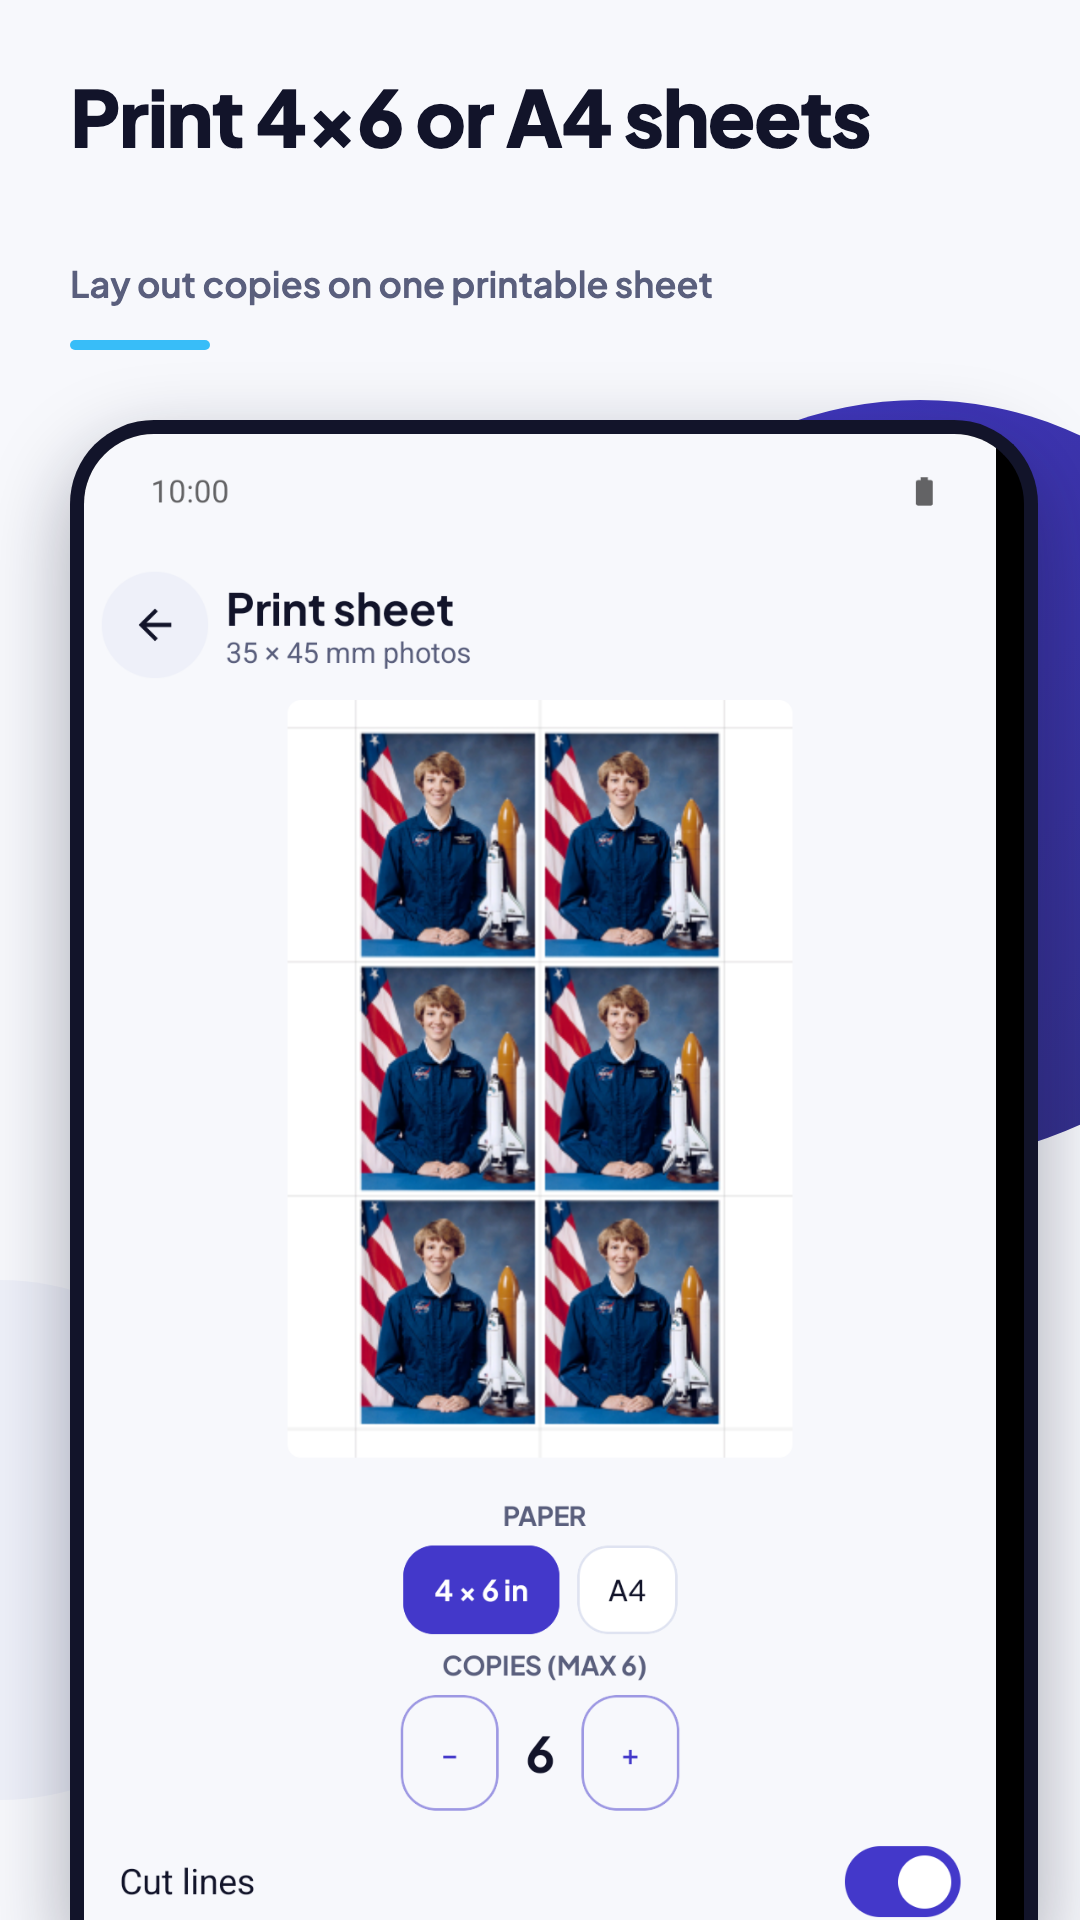 Print 4×6 or A4 sheets
Lay out copies on one printable sheet
10:00
Print sheet
35 × 45 mm photos
PAPER
4 × 6 in
A4
COPIES (MAX 6)
−
6
+
Cut lines